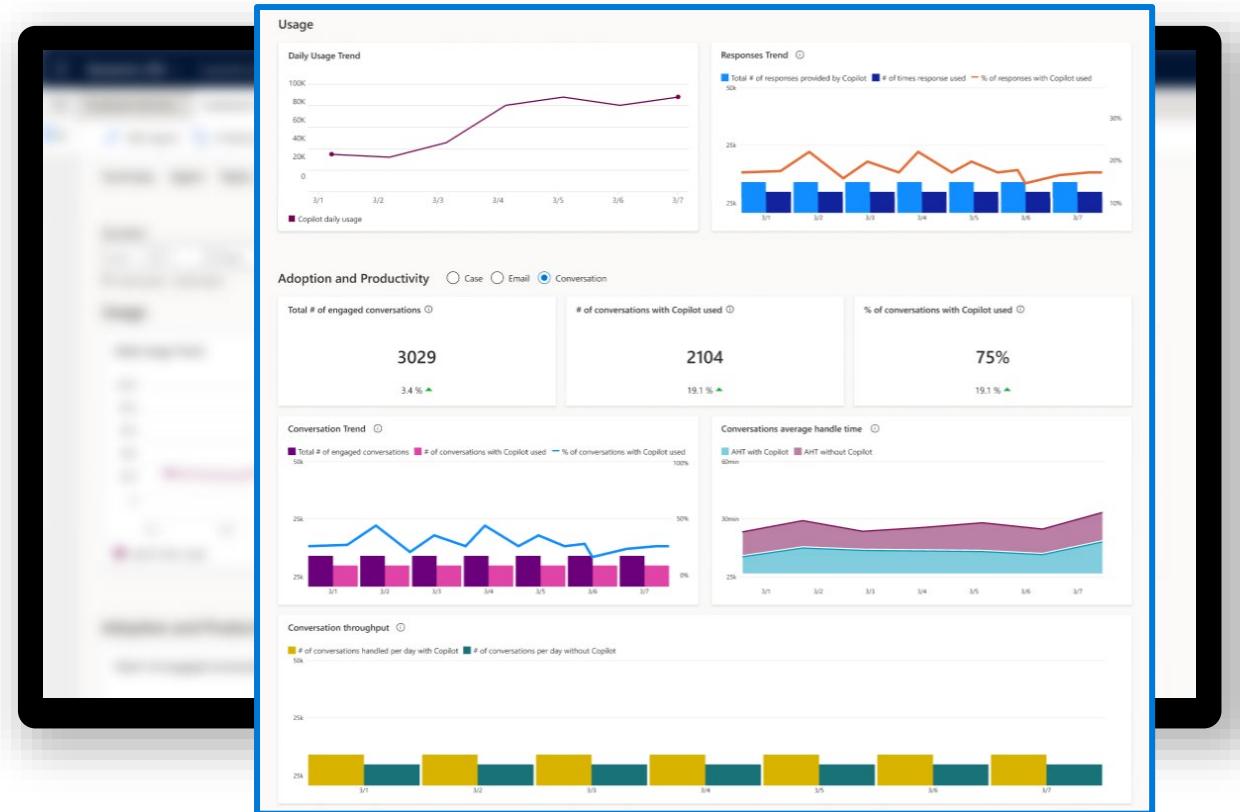 Usage
Daily Usage Trend
100K
80K
60K
40K
20K
0
3/1 3/2 3/3 3/4 3/5 3/6 3/7
Copilot daily usage
Responses Trend
Total # of responses provided by Copilot # of times response used % of responses with Copilot used
50k
30%
25k
20%
25k
10%
3/1 3/2 3/3 3/4 3/5 3/6 3/7
Adoption and Productivity Case Email Conversation
Total # of engaged conversations
3029
3.4 %
# of conversations with Copilot used
2104
19.1 %
% of conversations with Copilot used
75%
19.1 %
Conversation Trend
Total # of engaged conversations # of conversations with Copilot used % of conversations with Copilot used
50k 100%
25k 50%
25k 0%
3/1 3/2 3/3 3/4 3/5 3/6 3/7
Conversations average handle time
AHT with Copilot AHT without Copilot
60min
30min
25k
3/1 3/2 3/3 3/4 3/5 3/6 3/7
Conversation throughput
# of conversations handled per day with Copilot # of conversations per day without Copilot
50k
25k
25k
3/1 3/2 3/3 3/4 3/5 3/6 3/7